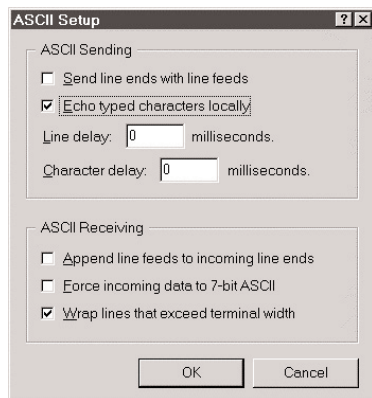 ASCII Setup
ASCII Sending
Send line ends with line feeds
Echo typed characters locally
Line delay: 0 milliseconds.
Character delay: 0 milliseconds.
ASCII Receiving
Append line feeds to incoming line ends
Force incoming data to 7-bit ASCII
Wrap lines that exceed terminal width
OK Cancel